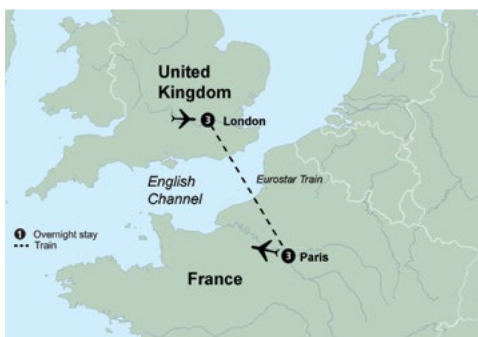 United
Kingdom
3 London
English
Channel
Eurostar Train
1 Overnight stay
Train
3 Paris
France